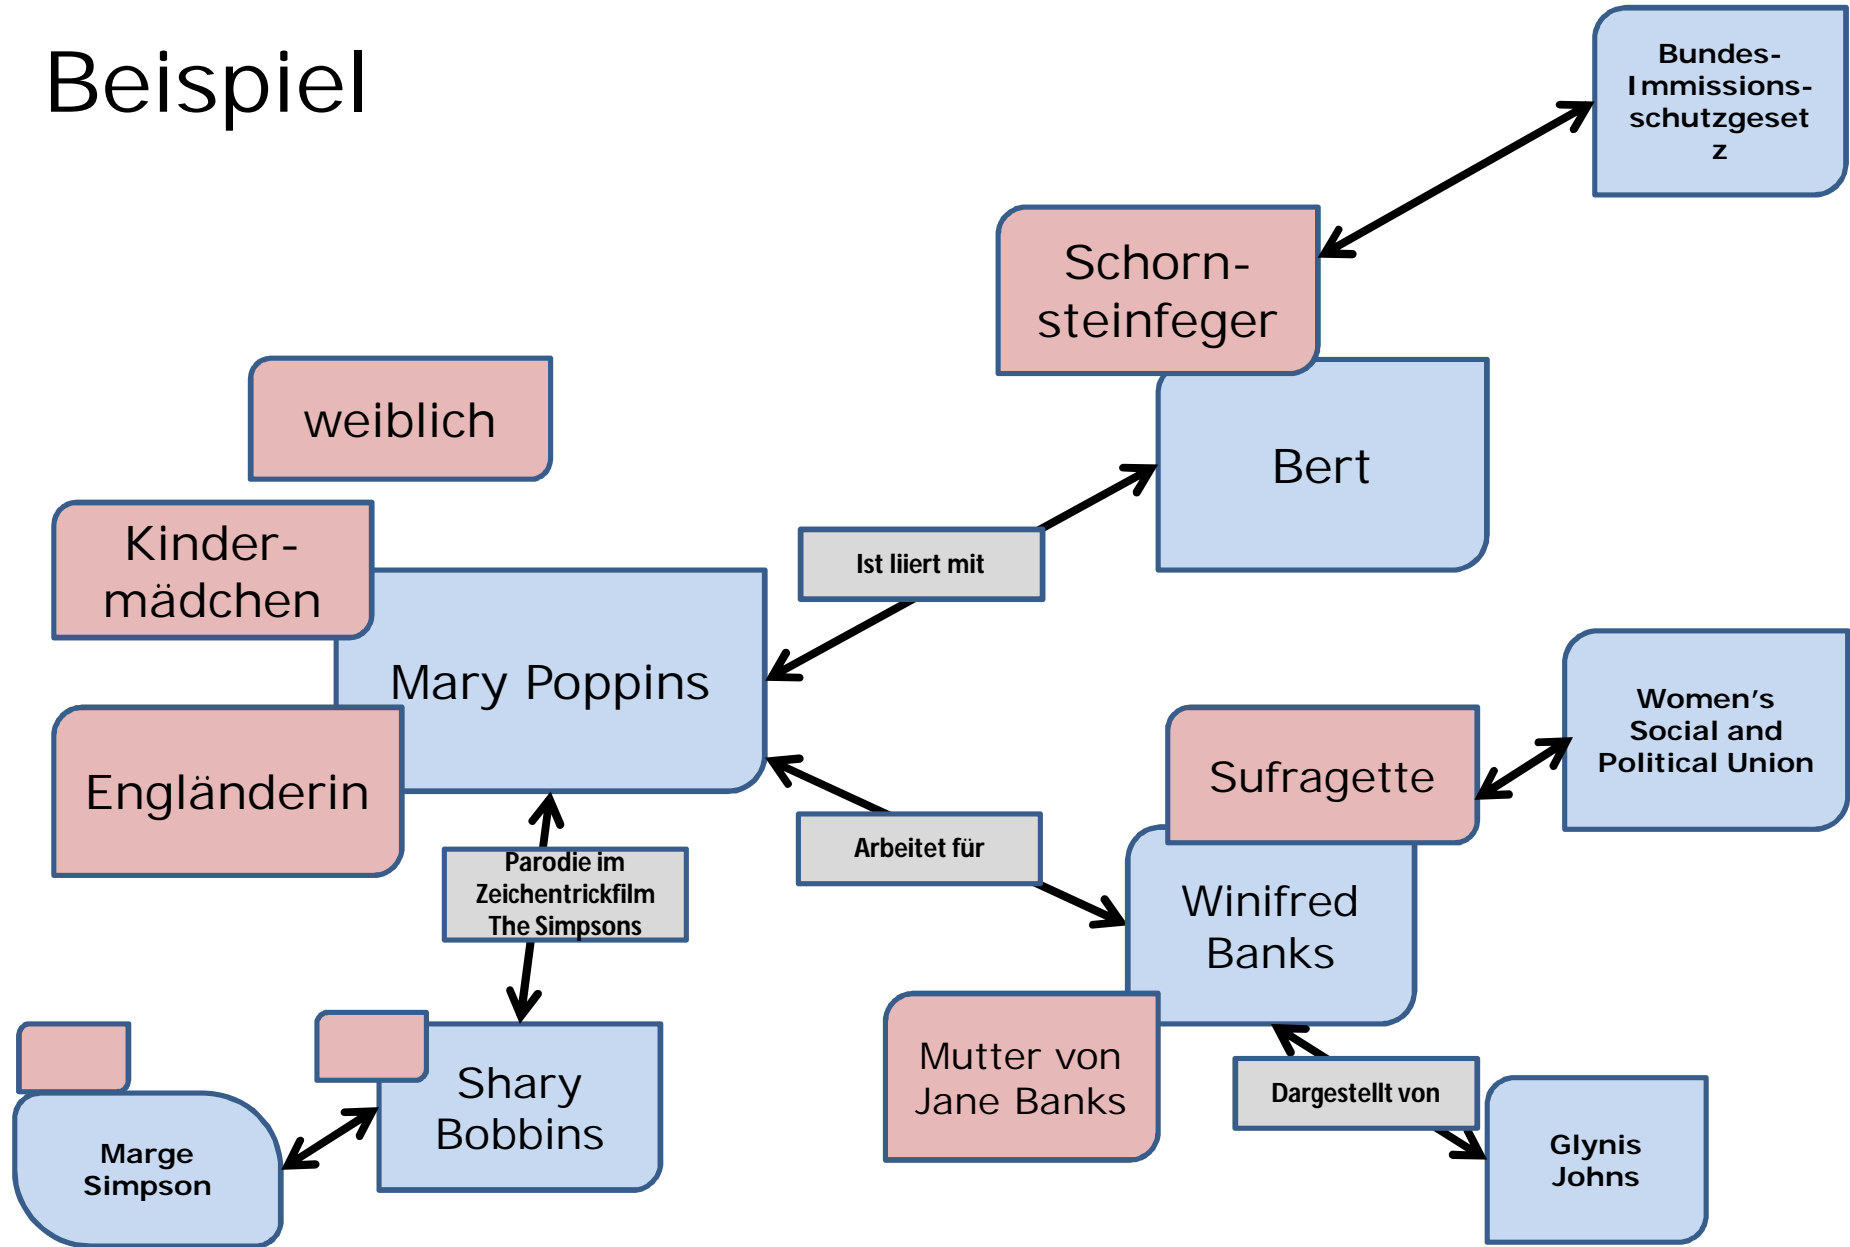 Beispiel
Bundes-
Immissions-
schutzgeset
z
Schorn-
steinfeger
weiblich
Bert
Kinder-
mädchen
Ist liiert mit
Mary Poppins
Women's
Social and
Political Union
Sufragette
Engländerin
Arbeitet für
Parodie im
Zeichentrickfilm
The Simpsons
Winifred
Banks
Mutter von
Jane Banks
Shary
Bobbins
Dargestellt von
Marge
Simpson
Glynis
Johns